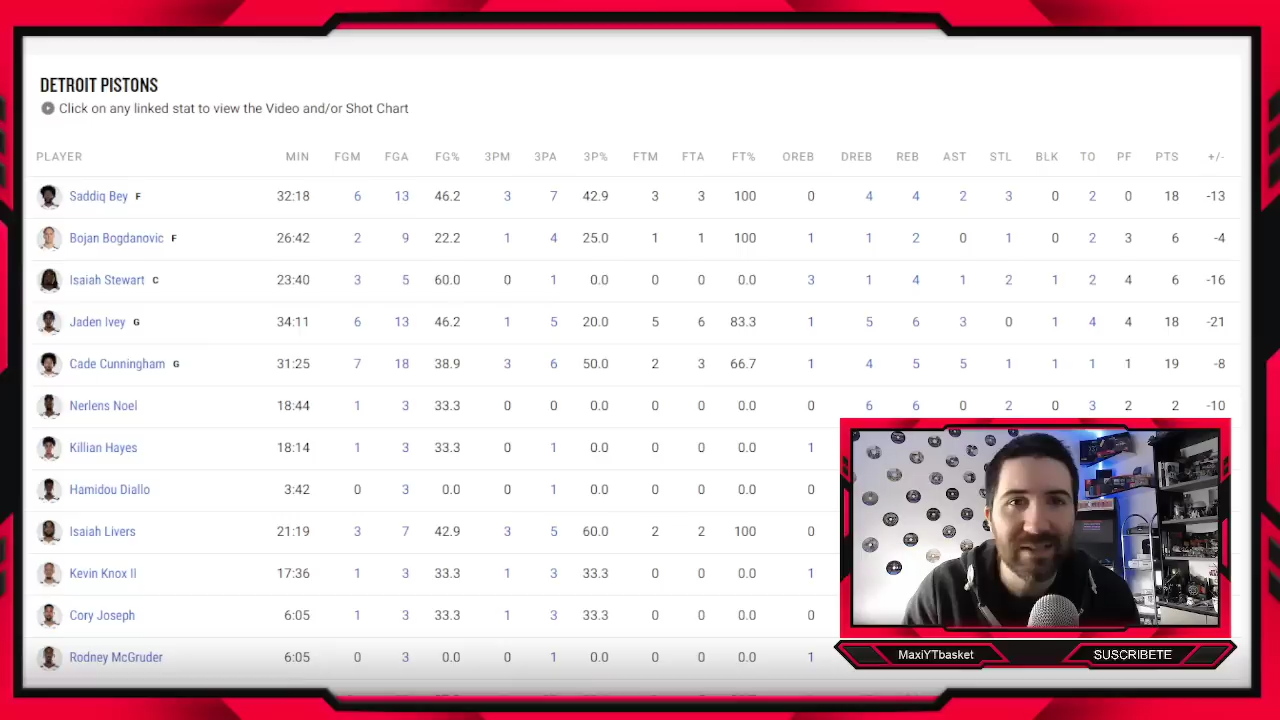 DETROIT PISTONS
Click on any linked stat to view the Video and/or Shot Chart
PLAYER MIN FGM FGA FG% 3PM 3PA 3P% FTM FTA FT% OREB DREB REB AST STL BLK TO PF PTS +/-
Saddiq Bey F 32:18 6 13 46.2 3 7 42.9 3 3 100 0 4 4 2 3 0 2 0 18 -13
Bojan Bogdanovic F 26:42 2 9 22.2 1 4 25.0 1 1 100 1 1 2 0 1 0 2 3 6 -4
Isaiah Stewart C 23:40 3 5 60.0 0 1 0.0 0 0 0.0 3 1 4 1 2 1 2 4 6 -16
Jaden Ivey G 34:11 6 13 46.2 1 5 20.0 5 6 83.3 1 5 6 3 0 1 4 4 18 -21
Cade Cunningham G 31:25 7 18 38.9 3 6 50.0 2 3 66.7 1 4 5 5 1 1 1 1 19 -8
Nerlens Noel 18:44 1 3 33.3 0 0 0.0 0 0 0.0 0 6 6 0 2 0 3 2 2 -10
Killian Hayes 18:14 1 3 33.3 0 1 0.0 0 0 0.0 1
Hamidou Diallo 3:42 0 3 0.0 0 1 0.0 0 0 0.0 0
Isaiah Livers 21:19 3 7 42.9 3 5 60.0 2 2 100 0
Kevin Knox II 17:36 1 3 33.3 1 3 33.3 0 0 0.0 1
Cory Joseph 6:05 1 3 33.3 1 3 33.3 0 0 0.0 0
Rodney McGruder 6:05 0 3 0.0 0 1 0.0 0 0 0.0 1
MaxiYTbasket SUSCRIBETE